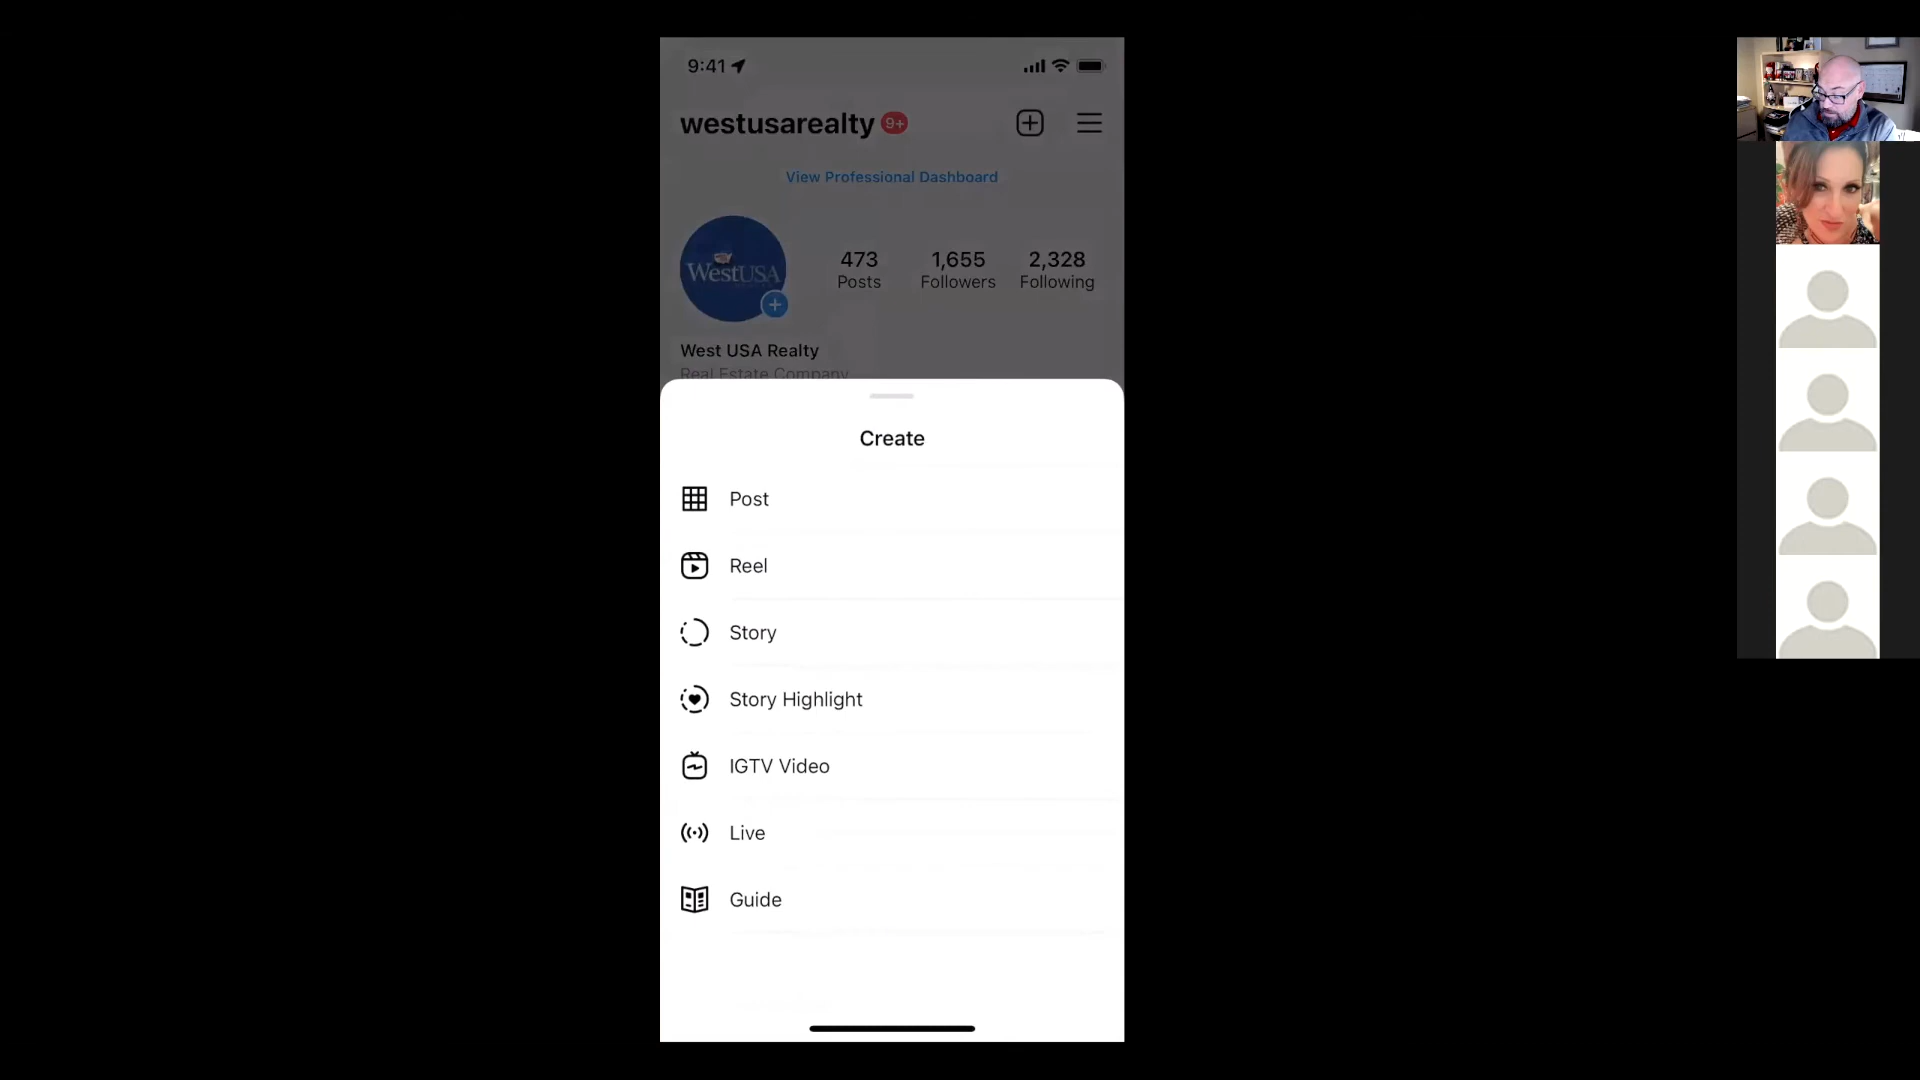 9:41
westusarealty 9+
View Professional Dashboard
WestUSA
473 1,655 2,328
Posts Followers Following
West USA Realty
Real Estate Company
Create
Post
Reel
Story
Story Highlight
IGTV Video
Live
Guide